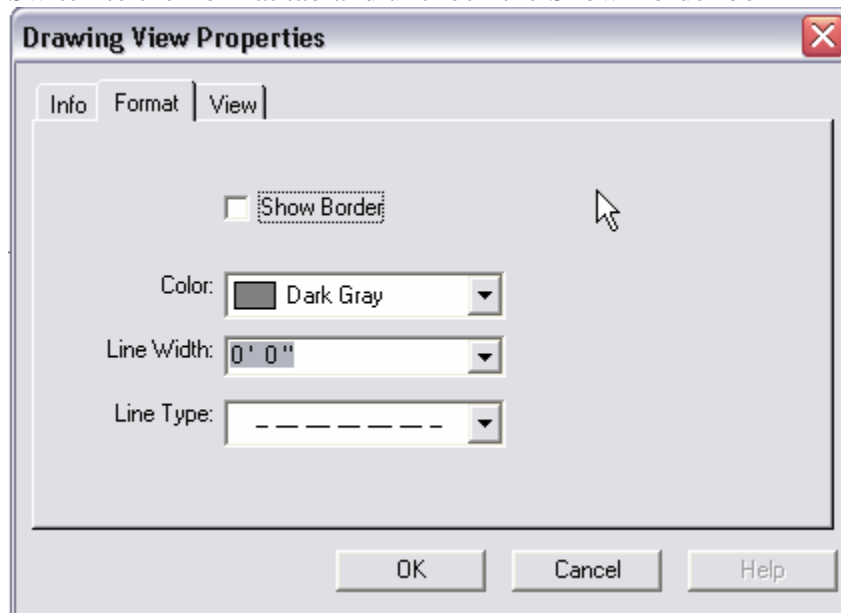 Drawing View Properties
Info Format View
Show Border
Color: Dark Gray
Line Width: 0' 0"
Line Type:
OK Cancel Help